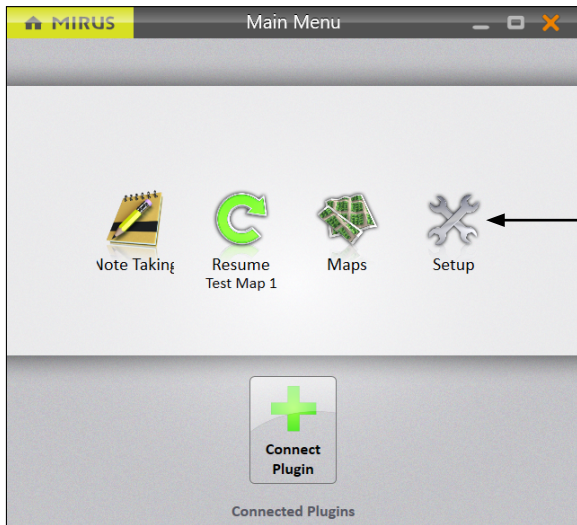 MIRUS
Main Menu
Note Taking
Resume
Test Map 1
Maps
Setup
Connect
Plugin
Connected Plugins